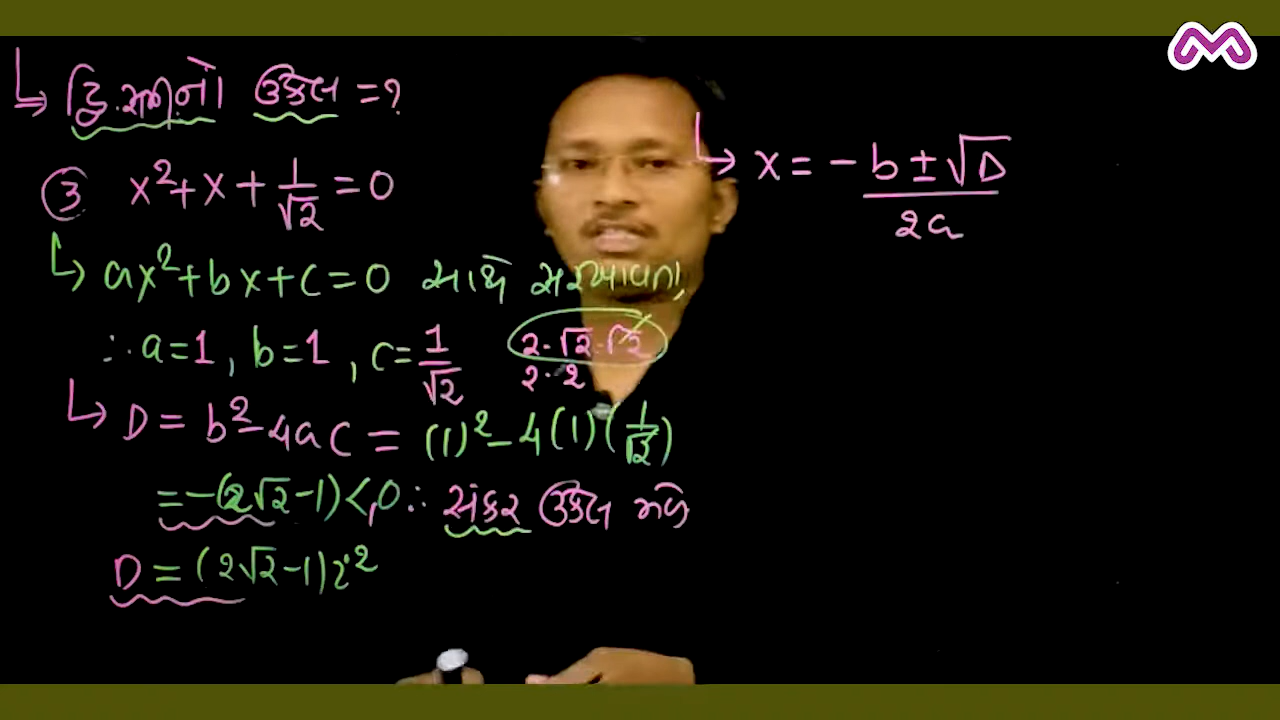 ↳ દ્વિ.સમી.નો ઉકેલ = ?
③ x² + x + 1/√2 = 0
↳ ax² + bx + c = 0 સાથે સરખાવતા,
∴ a = 1, b = 1, c = 1/√2
2·√2·√2
2·2
↳ D = b² - 4ac = (1)² - 4(1)(1/√2)
= -(2√2 - 1) < 0 ∴ સંકર ઉકેલ મળે
D = (2√2 - 1)i²
↳ x = -b ± √D / 2a